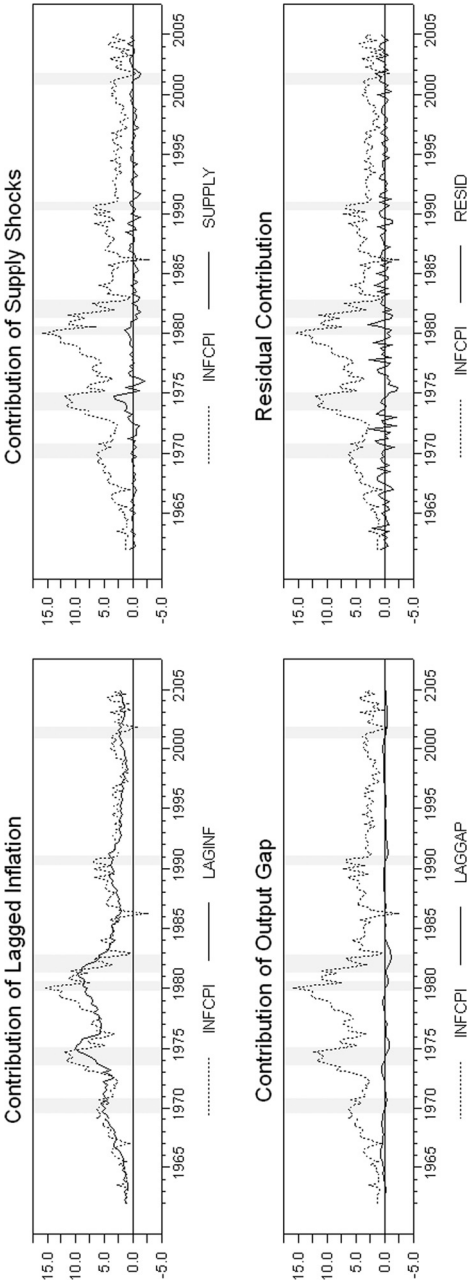 Contribution of Lagged Inflation
15.0
10.0
5.0
0.0
-5.0
1965 1970 1975 1980 1985 1990 1995 2000 2305
INFCPI LAGINF
Contribution of Supply Shocks
15.0
10.0
5.0
0.0
-5.0
1965 1970 1975 1980 1985 1990 1995 2000 2005
INFCPI SUPPLY
Contribution of Output Gap
15.0
10.0
5.0
0.0
-5.0
1965 1970 1975 1980 1985 1990 1995 2000 2305
INFCPI LAGGAP
Residual Contribution
15.0
10.0
5.0
0.0
-5.0
1965 1970 1975 1980 1985 1990 1995 2000 2005
INFCPI RESID